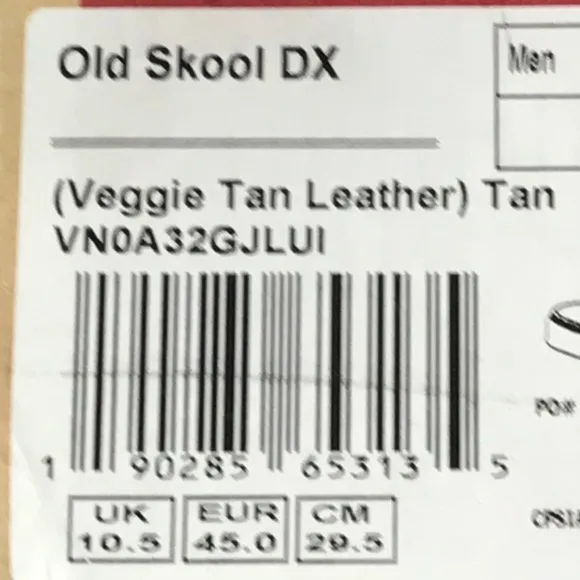 Old Skool DX
Men
(Veggie Tan Leather) Tan
VN0A32GJLUI
1 90285 65313 5
UK EUR CM
10.5 45.0 29.5
PO#